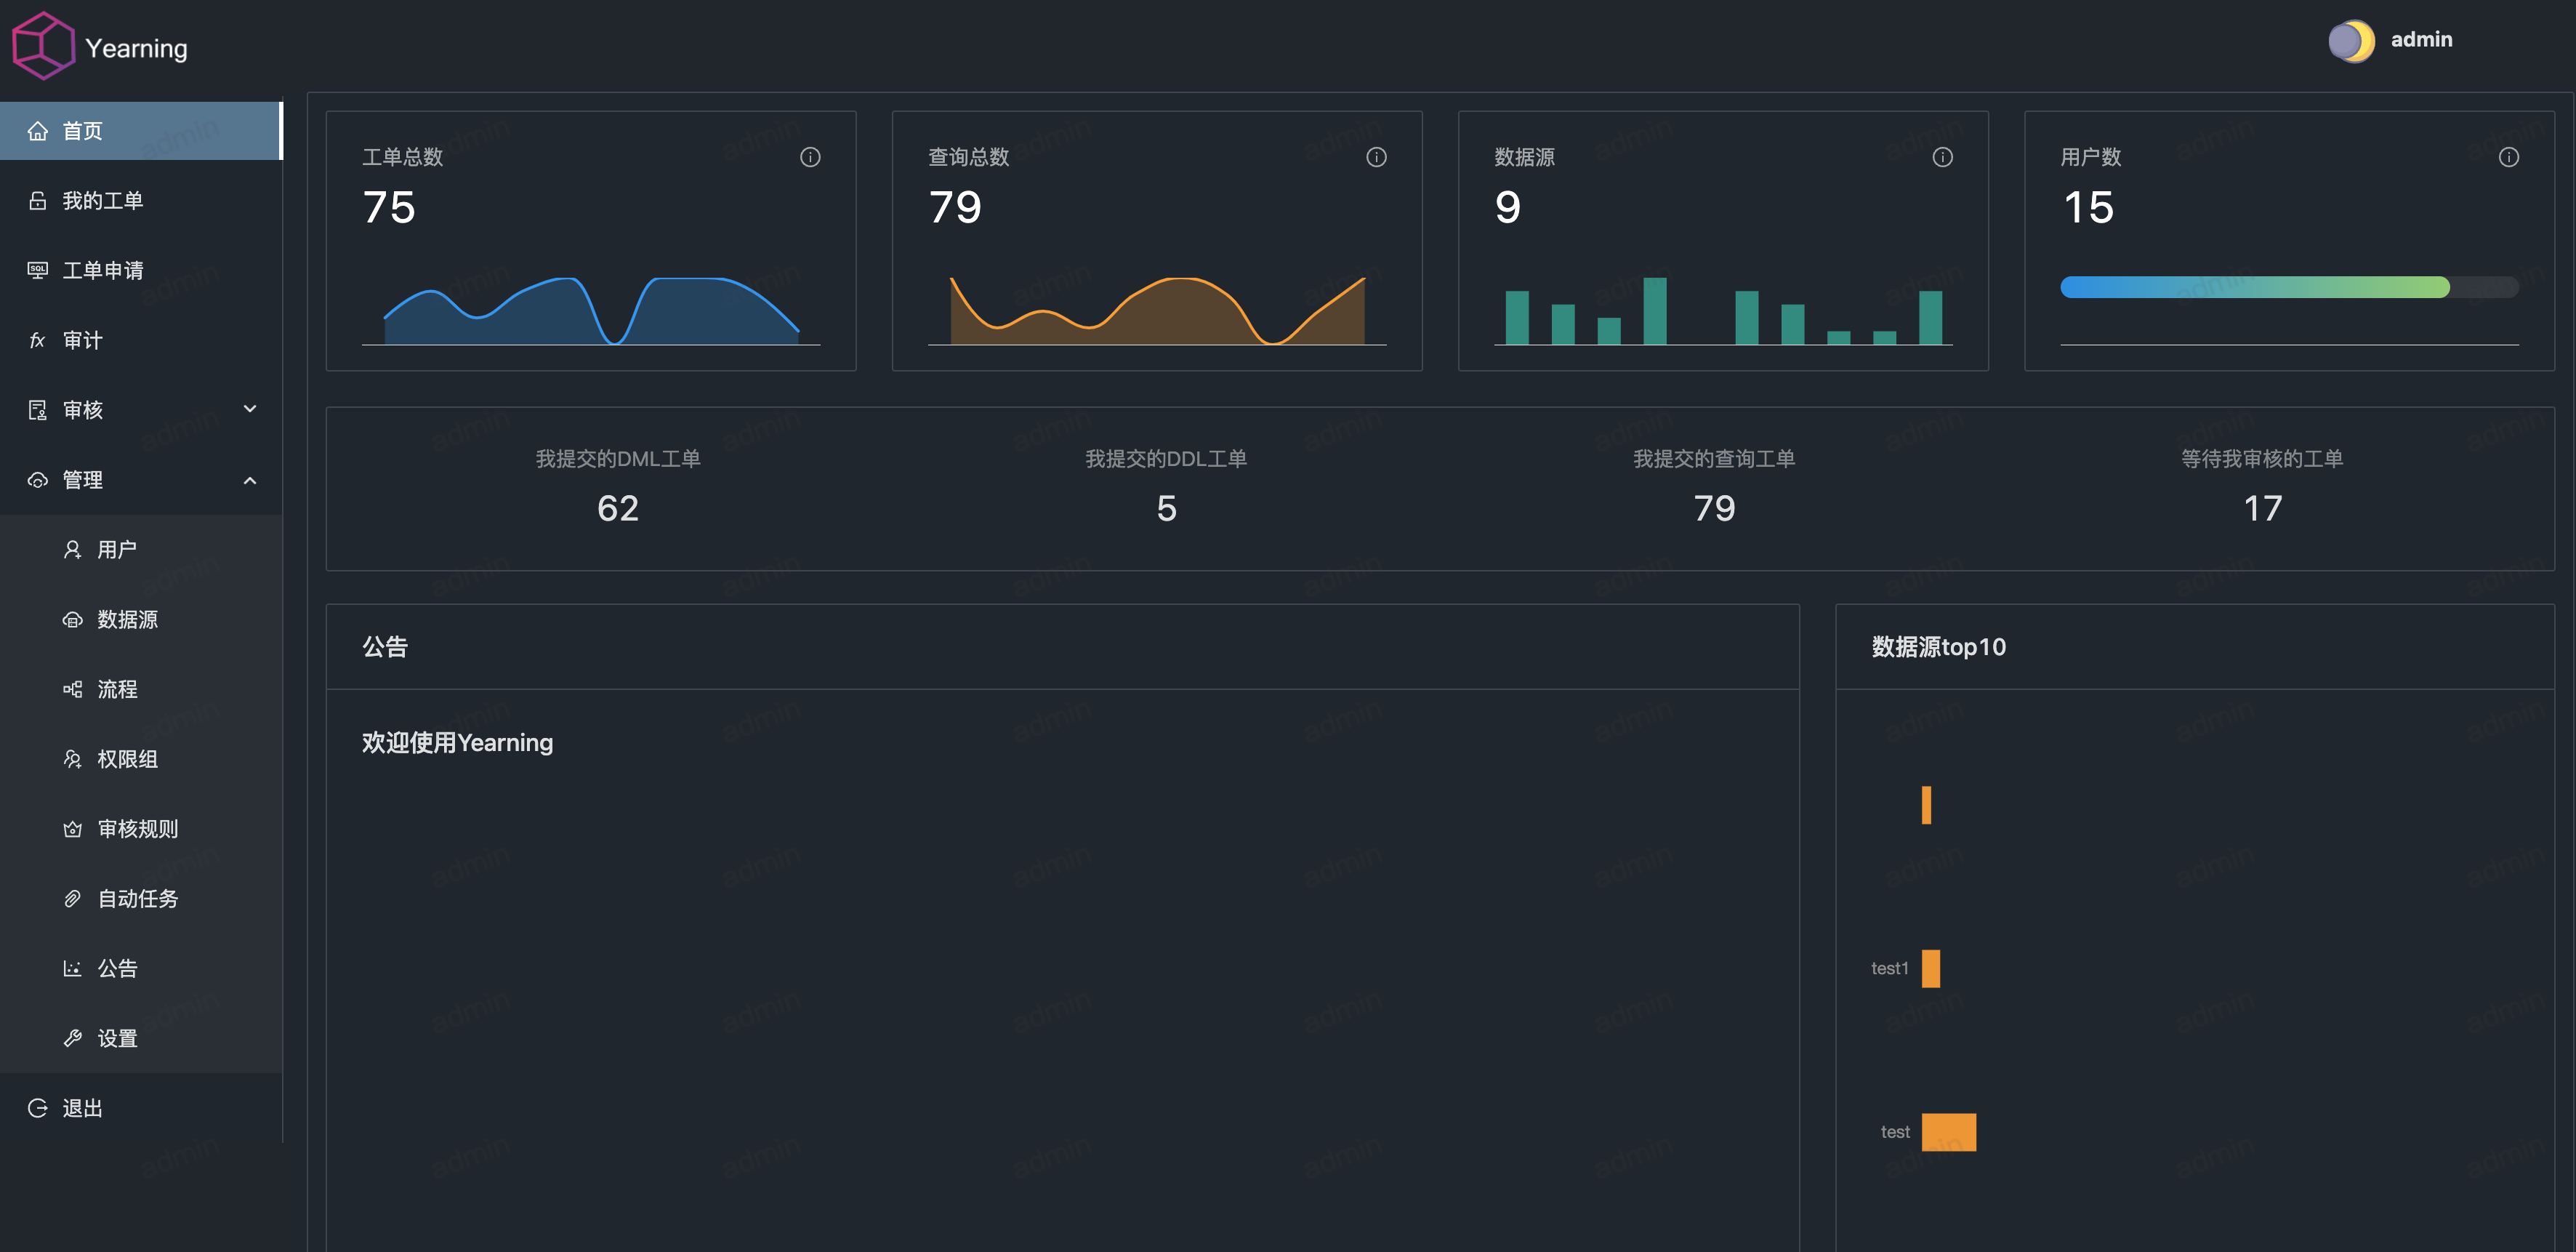 Yearning
admin
首页
我的工单
工单申请
审计
审核
管理
用户
数据源
流程
权限组
审核规则
自动任务
公告
设置
退出
工单总数
75
查询总数
79
数据源
9
用户数
15
我提交的DML工单
62
我提交的DDL工单
5
我提交的查询工单
79
等待我审核的工单
17
公告
欢迎使用Yearning
数据源top10
test1
test